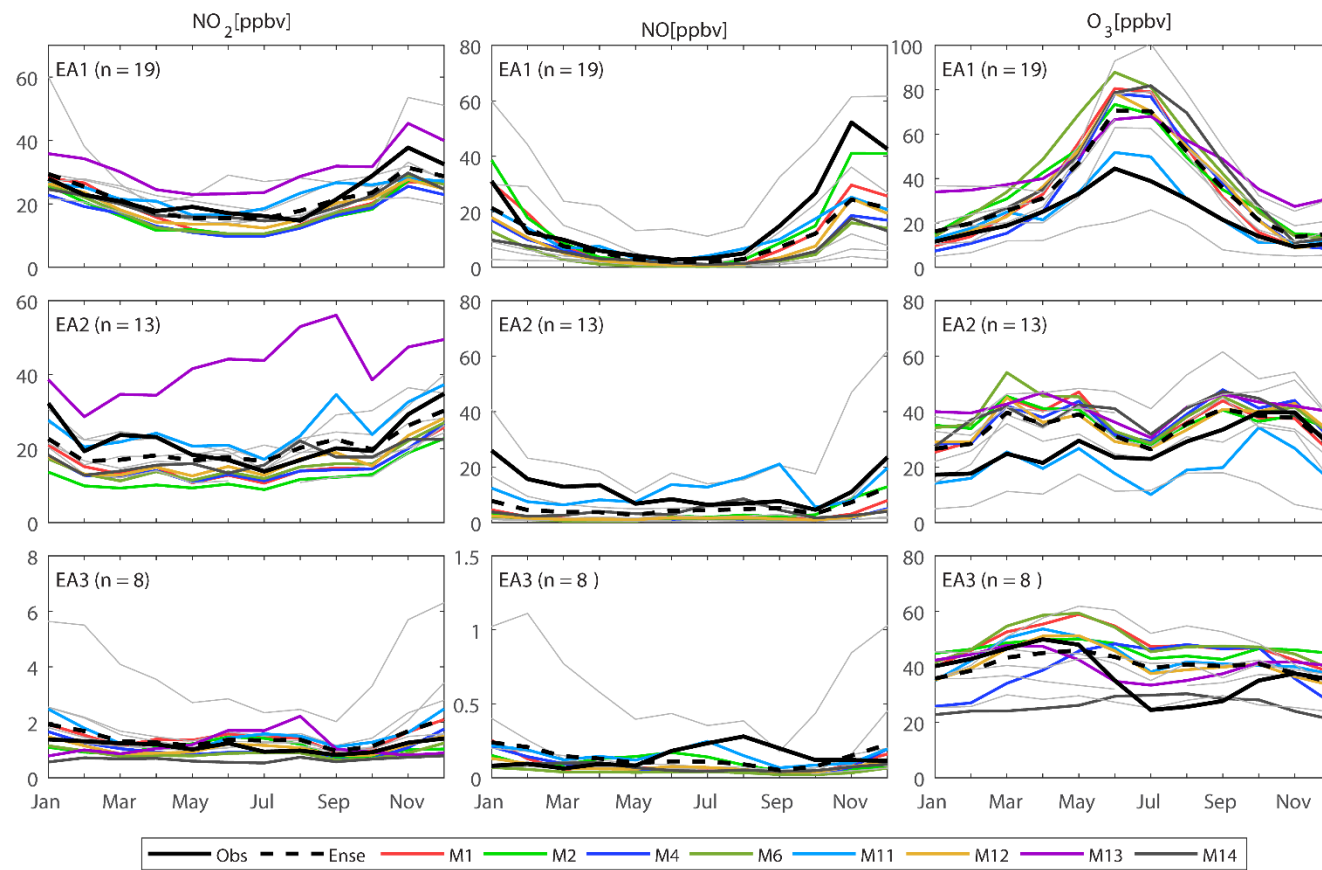 NO2[ppbv] NO[ppbv] O3[ppbv]
EA1 (n = 19) EA1 (n = 19) EA1 (n = 19)
60 40 20 0
80 60 40 20 0
100 80 60 40 20 0
EA2 (n = 13) EA2 (n = 13) EA2 (n = 13)
60 40 20 0
80 60 40 20 0
80 60 40 20 0
EA3 (n = 8) EA3 (n = 8 ) EA3 (n = 8 )
8 6 4 2 0
1.5 1 0.5 0
80 60 40 20 0
Jan Mar May Jul Sep Nov Jan Mar May Jul Sep Nov Jan Mar May Jul Sep Nov
Obs Ense M1 M2 M4 M6 M11 M12 M13 M14